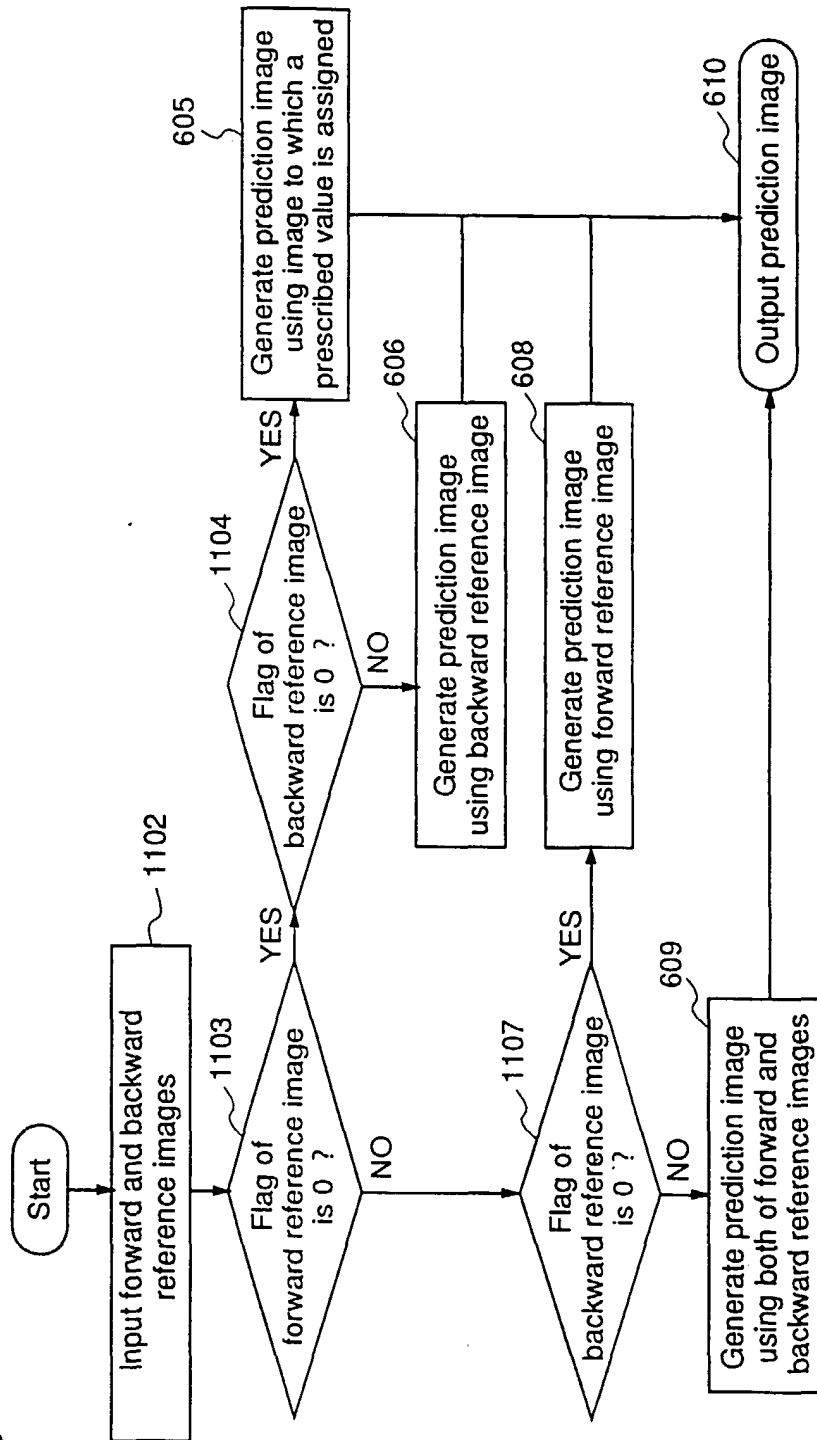 Start
Input forward and backward
reference images
1102
Flag of
forward reference image
is 0 ?
1103
YES
NO
Flag of
backward reference image
is 0 ?
1104
YES
NO
Generate prediction image
using image to which a
prescribed value is assigned
605
Generate prediction image
using backward reference image
606
Flag of
backward reference image
is 0 ?
1107
YES
NO
Generate prediction image
using forward reference image
608
Generate prediction image
using both of forward and
backward reference images
609
Output prediction image
610